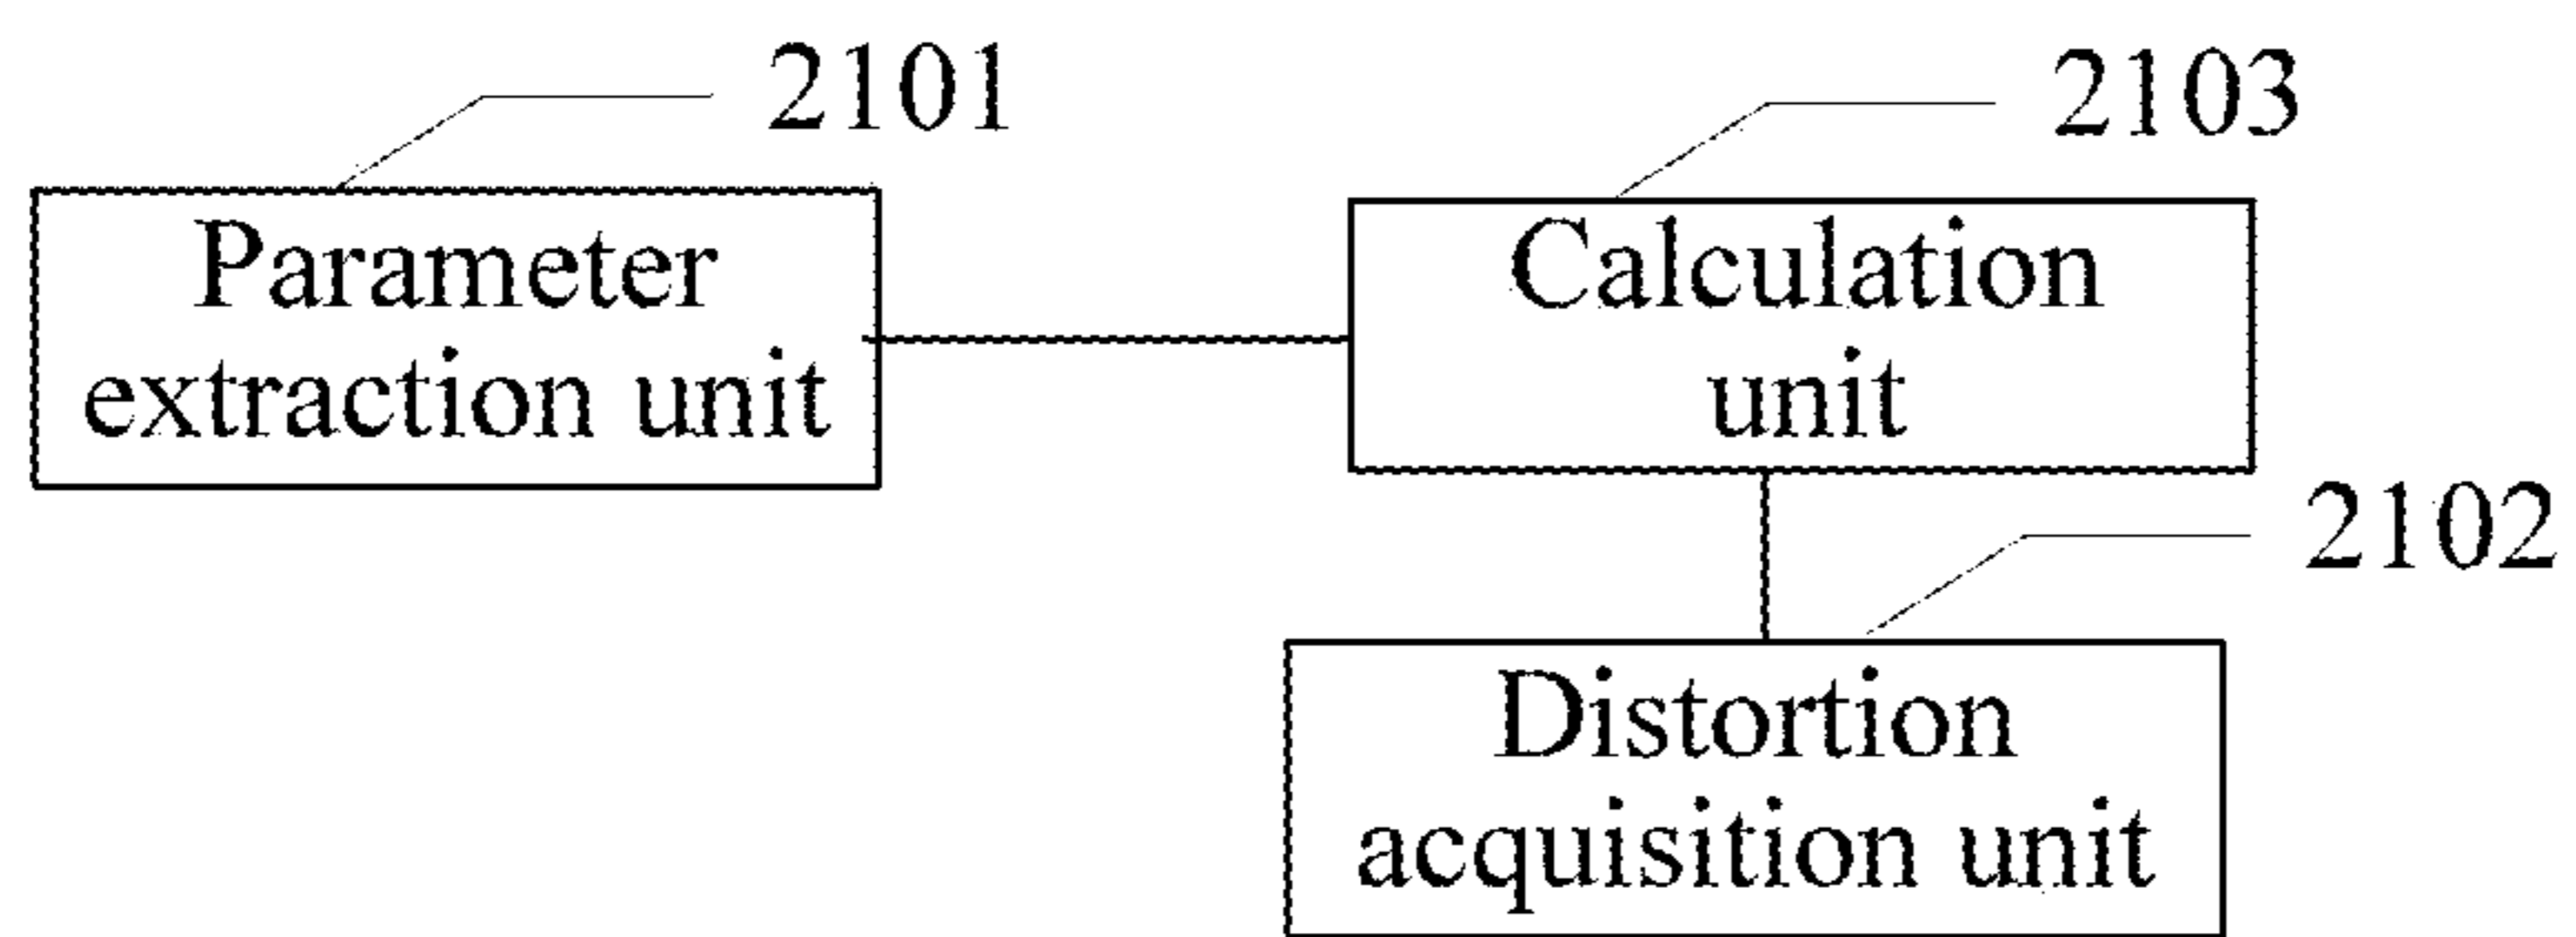 2101
2103
Parameter
extraction unit
Calculation
unit
2102
Distortion
acquisition unit